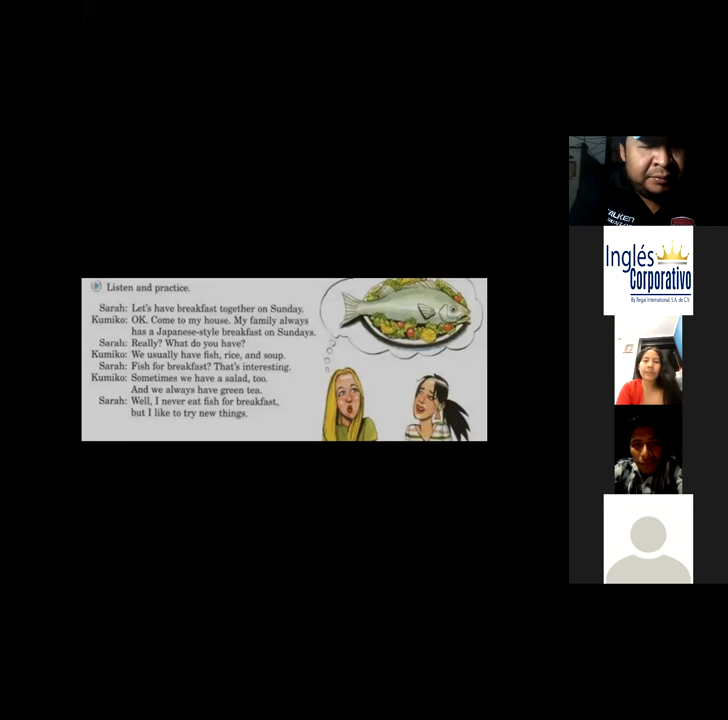 Listen and practice.
Sarah: Let's have breakfast together on Sunday.
Kumiko: OK. Come to my house. My family always
has a Japanese-style breakfast on Sundays.
Sarah: Really? What do you have?
Kumiko: We usually have fish, rice, and soup.
Sarah: Fish for breakfast? That's interesting.
Kumiko: Sometimes we have a salad, too.
And we always have green tea.
Sarah: Well, I never eat fish for breakfast,
but I like to try new things.
FALKEN
Inglés
Corporativo
By Regal International, S.A. de C.V.